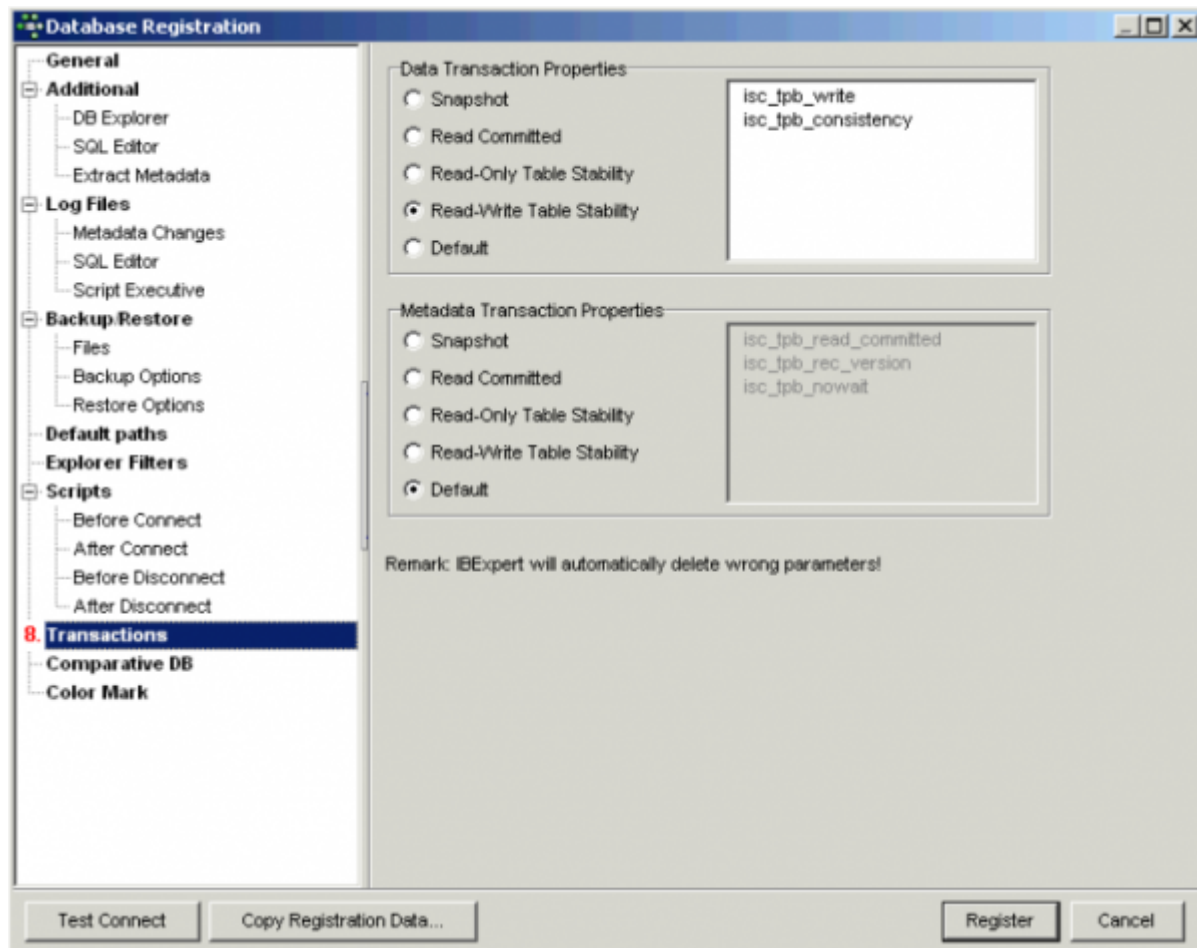 Database Registration
General
Additional
DB Explorer
SQL Editor
Extract Metadata
Log Files
Metadata Changes
SQL Editor
Script Executive
Backup/Restore
Files
Backup Options
Restore Options
Default paths
Explorer Filters
Scripts
Before Connect
After Connect
Before Disconnect
After Disconnect
8. Transactions
Comparative DB
Color Mark
Data Transaction Properties
Snapshot
Read Committed
Read-Only Table Stability
Read-Write Table Stability
Default
isc_tpb_write
isc_tpb_consistency
Metadata Transaction Properties
Snapshot
Read Committed
Read-Only Table Stability
Read-Write Table Stability
Default
isc_tpb_read_committed
isc_tpb_rec_version
isc_tpb_nowait
Remark: IBExpert will automatically delete wrong parameters!
Test Connect
Copy Registration Data...
Register
Cancel